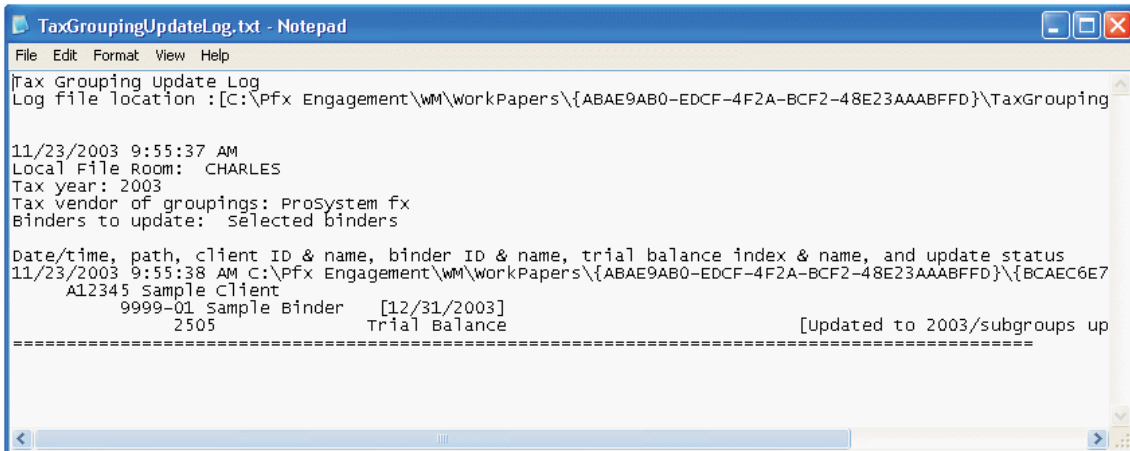 TaxGroupingUpdateLog.txt - Notepad
File Edit Format View Help
Tax Grouping Update Log
Log file location :[C:\Pfx Engagement\WM\WorkPapers\{ABAE9AB0-EDCF-4F2A-BCF2-48E23AAABFFD}\TaxGrouping
11/23/2003 9:55:37 AM
Local File Room: CHARLES
Tax year: 2003
Tax vendor of groupings: ProSystem fx
Binders to update: Selected binders
Date/time, path, client ID & name, binder ID & name, trial balance index & name, and update status
11/23/2003 9:55:38 AM C:\Pfx Engagement\WM\WorkPapers\{ABAE9AB0-EDCF-4F2A-BCF2-48E23AAABFFD}\{BCAEC6E7
A12345 Sample Client
9999-01 Sample Binder [12/31/2003]
2505 Trial Balance [Updated to 2003/subgroups up
===============================================================================================